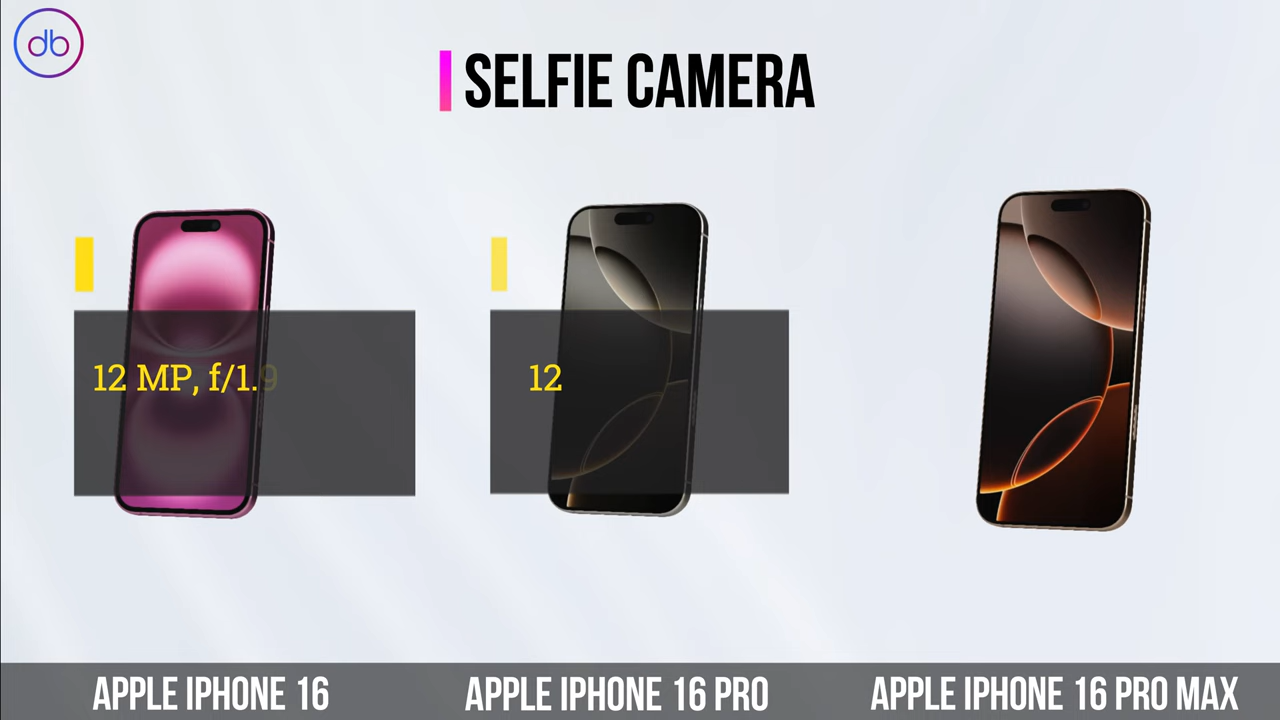 db
SELFIE CAMERA
12 MP, f/1.9
12
APPLE IPHONE 16
APPLE IPHONE 16 PRO
APPLE IPHONE 16 PRO MAX